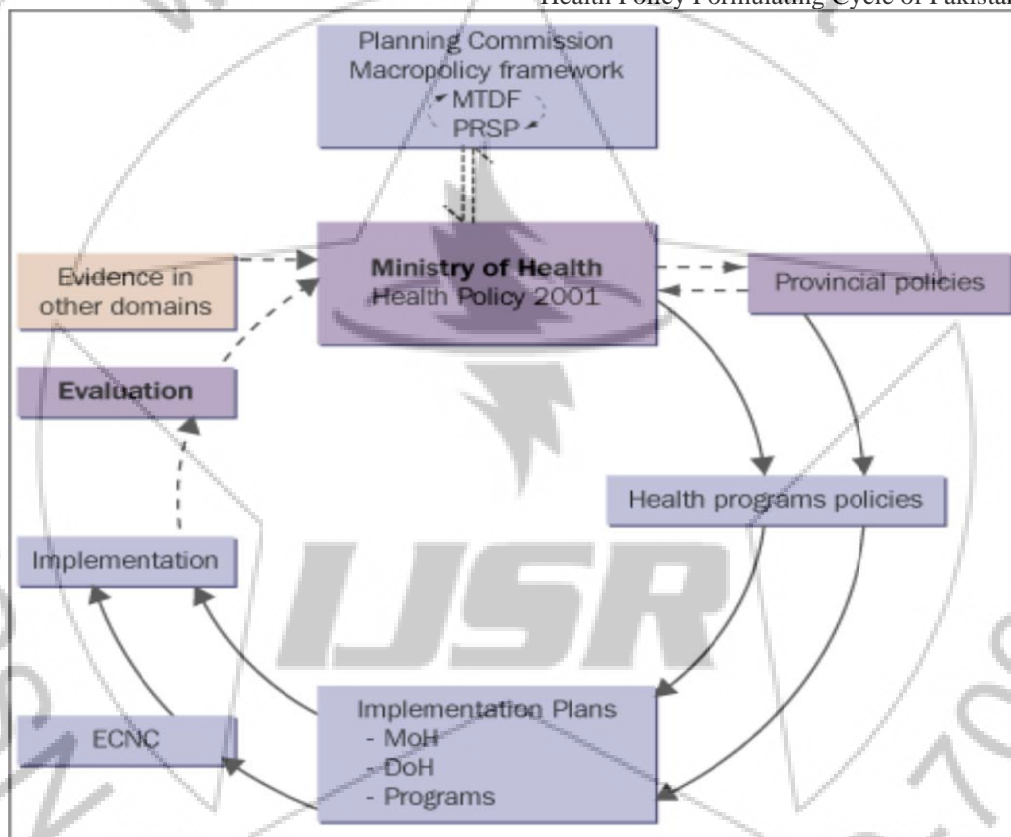 Health Policy Formulating Cycle of Pakistan
Planning Commission
Macropolicy framework
MTDF
PRSP
Ministry of Health
Health Policy 2001
Evidence in
other domains
Provincial policies
Evaluation
Health programs policies
Implementation
IJSR
Implementation Plans
- MoH
- DoH
- Programs
ECNC